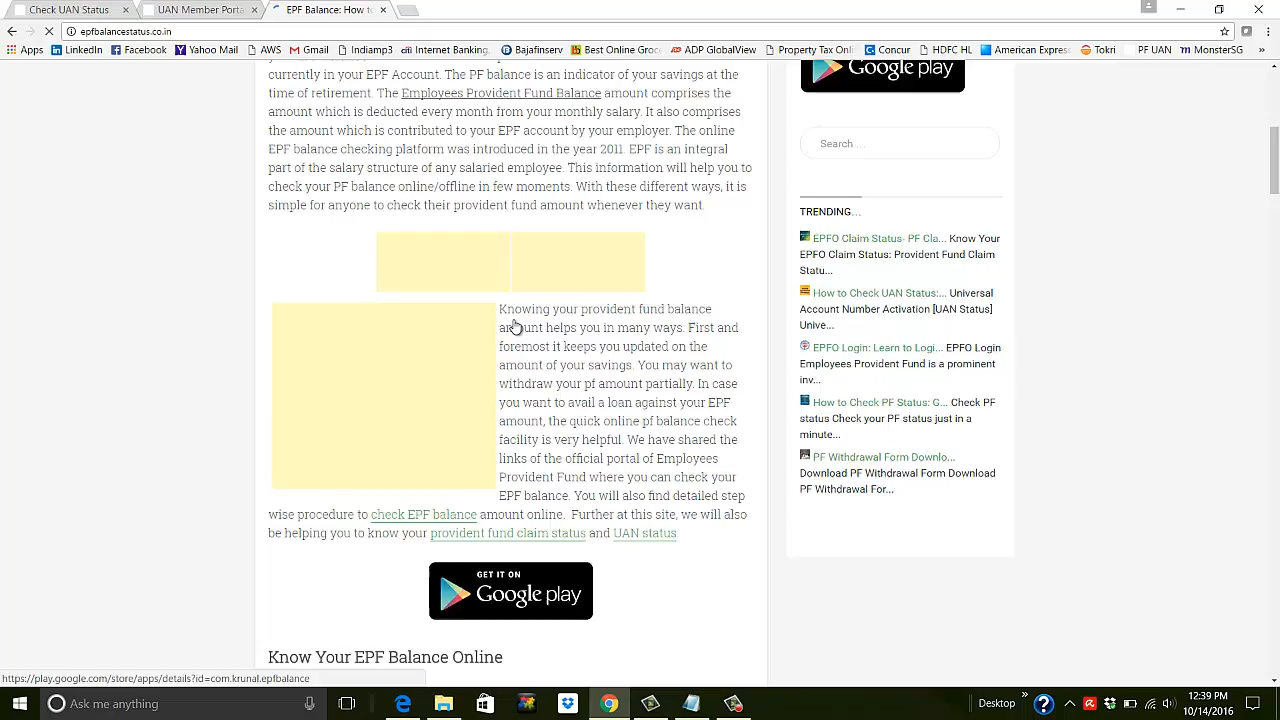 Check UAN Status
UAN Member Porta
EPF Balance: How to
epfbalancestatus.co.in
Apps LinkedIn Facebook Yahoo Mail AWS Gmail Indiamp3 Internet Banking. Bajafinserv Best Online Groc ADP GlobalView Property Tax Onli Concur HDFC HL American Expres Tokri PF UAN MonsterSG
currently in your EPF Account. The PF balance is an indicator of your savings at the
time of retirement. The Employees Provident Fund Balance amount comprises the
amount which is deducted every month from your monthly salary. It also comprises
the amount which is contributed to your EPF account by your employer. The online
EPF balance checking platform was introduced in the year 2011. EPF is an integral
part of the salary structure of any salaried employee. This information will help you to
check your PF balance online/offline in few moments. With these different ways, it is
simple for anyone to check their provident fund amount whenever they want.
Knowing your provident fund balance
amount helps you in many ways. First and
foremost it keeps you updated on the
amount of your savings. You may want to
withdraw your pf amount partially. In case
you want to avail a loan against your EPF
amount, the quick online pf balance check
facility is very helpful. We have shared the
links of the official portal of Employees
Provident Fund where you can check your
EPF balance. You will also find detailed step
wise procedure to check EPF balance amount online. Further at this site, we will also
be helping you to know your provident fund claim status and UAN status.
GET IT ON
Google play
Know Your EPF Balance Online
Google play
Search ...
TRENDING...
EPFO Claim Status- PF Cla... Know Your
EPFO Claim Status: Provident Fund Claim
Statu...
How to Check UAN Status:... Universal
Account Number Activation [UAN Status]
Unive...
EPFO Login: Learn to Logi... EPFO Login
Employees Provident Fund is a prominent
inv...
How to Check PF Status: G... Check PF
status Check your PF status just in a
minute...
PF Withdrawal Form Downlo...
Download PF Withdrawal Form Download
PF Withdrawal For...
https://play.google.com/store/apps/details?id=com.krunal.epfbalance
Ask me anything
Desktop
12:39 PM
10/14/2016